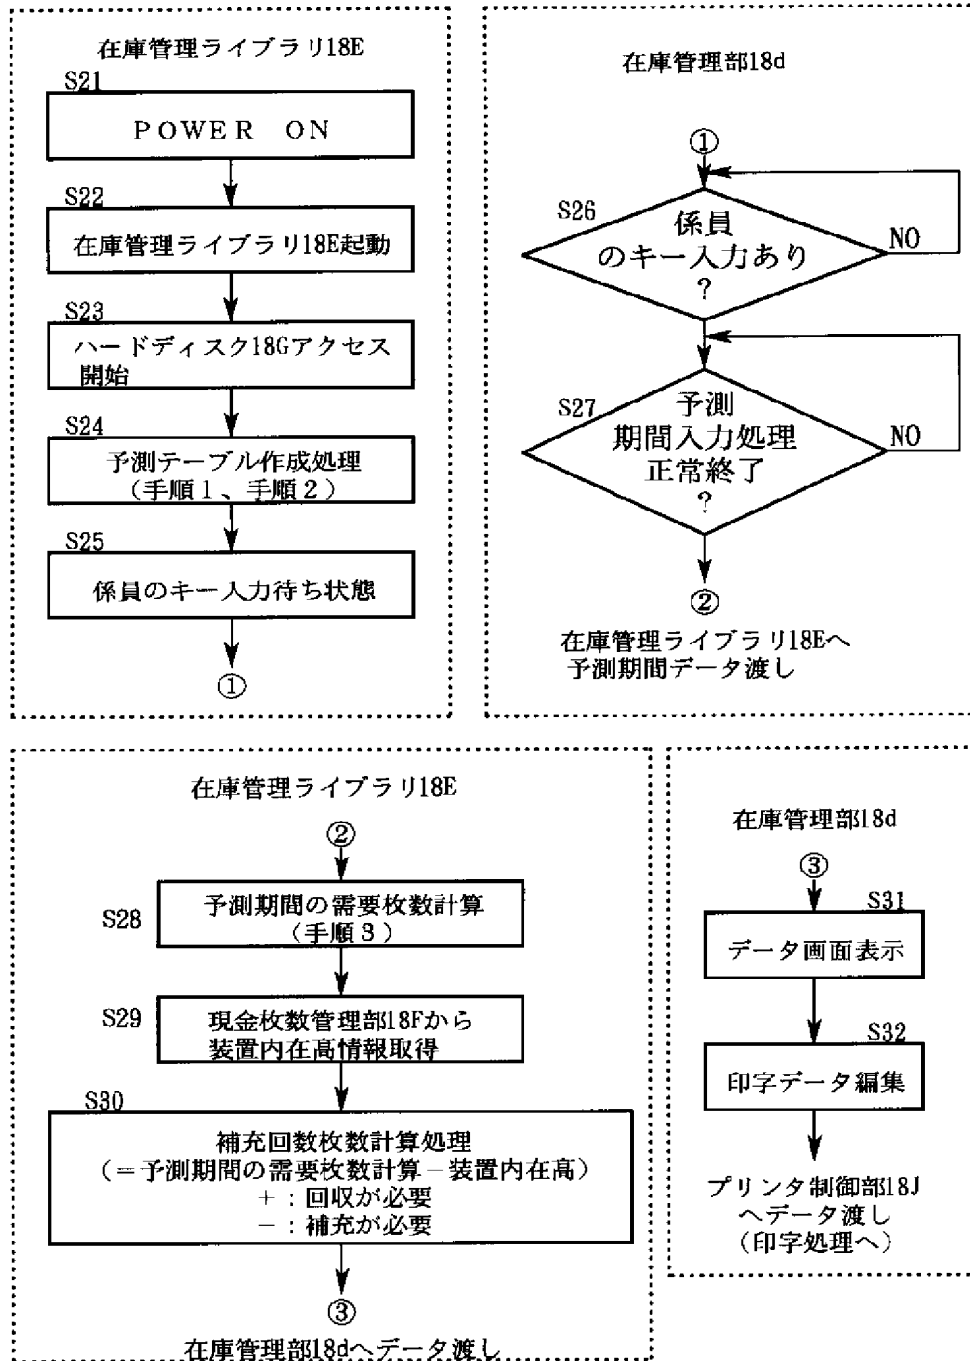 在庫管理ライブラリ18E
S21
POWER ON
S22
在庫管理ライブラリ18E起動
S23
ハードディスク18Gアクセス
開始
S24
予測テーブル作成処理
（手順１、手順２）
S25
係員のキー入力待ち状態
①
在庫管理部18d
①
S26
係員
のキー入力あり
？
NO
S27
予測
期間入力処理
正常終了
？
NO
②
在庫管理ライブラリ18Eへ
予測期間データ渡し
在庫管理ライブラリ18E
②
S28
予測期間の需要枚数計算
（手順３）
S29
現金枚数管理部18Fから
装置内在高情報取得
S30
補充回数枚数計算処理
（＝予測期間の需要枚数計算－装置内在高）
＋：回収が必要
－：補充が必要
③
在庫管理部18dへデータ渡し
在庫管理部18d
③
S31
データ画面表示
S32
印字データ編集
プリンタ制御部18J
へデータ渡し
（印字処理へ）